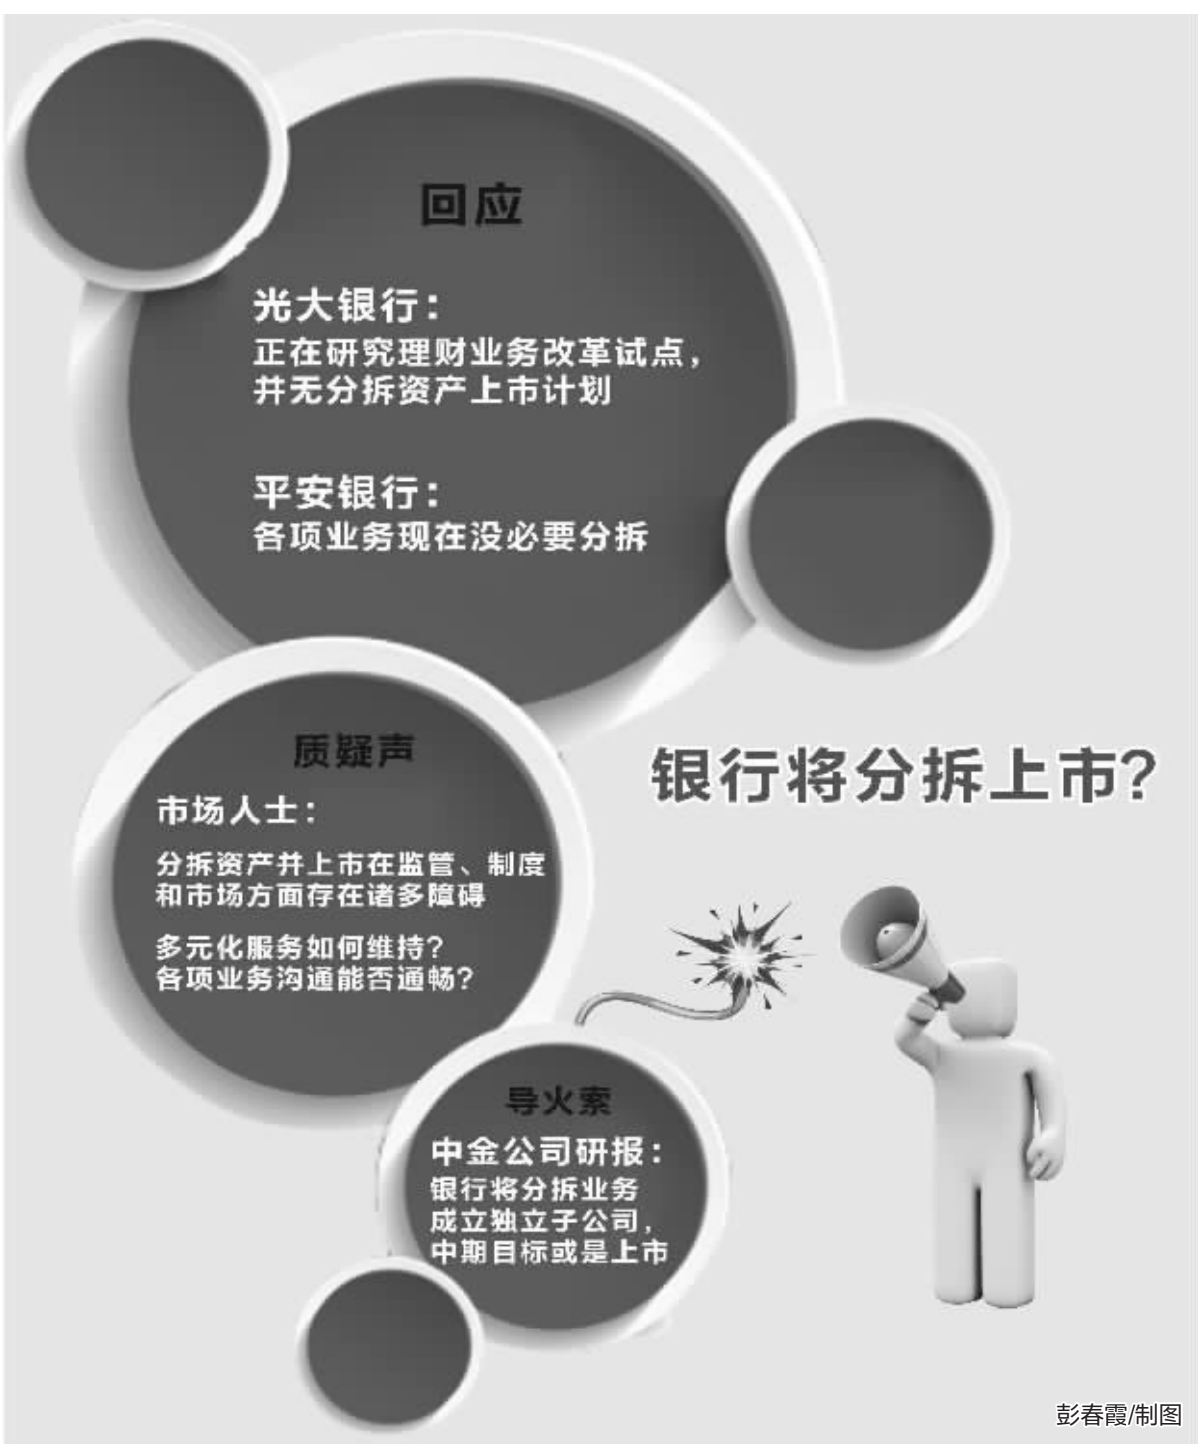 回应
光大银行：
正在研究理财业务改革试点，
并无分拆资产上市计划
平安银行：
各项业务现在没必要分拆
质疑声
市场人士：
分拆资产并上市在监管、制度
和市场方面存在诸多障碍
多元化服务如何维持？
各项业务沟通能否通畅？
银行将分拆上市？
导火索
中金公司研报：
银行将分拆业务
成立独立子公司，
中期目标或是上市
彭春霞/制图